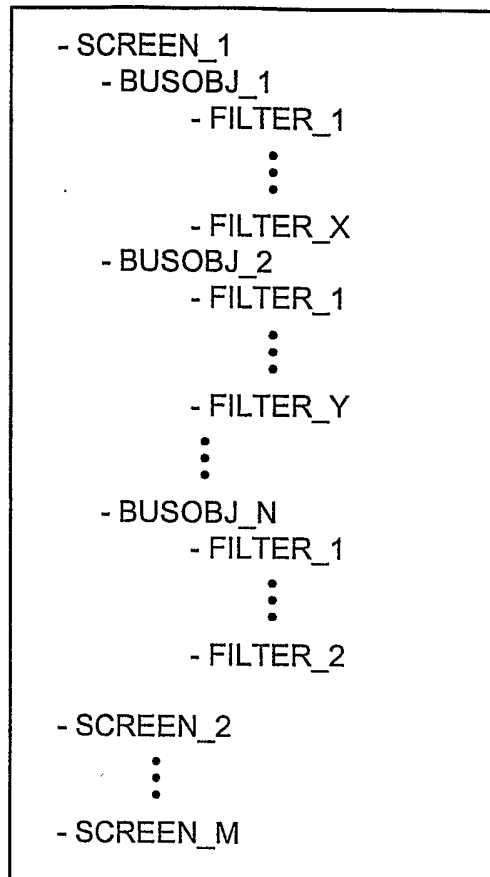 - SCREEN_1
- BUSOBJ_1
- FILTER_1
- FILTER_X
- BUSOBJ_2
- FILTER_1
- FILTER_Y
- BUSOBJ_N
- FILTER_1
- FILTER_2
- SCREEN_2
- SCREEN_M